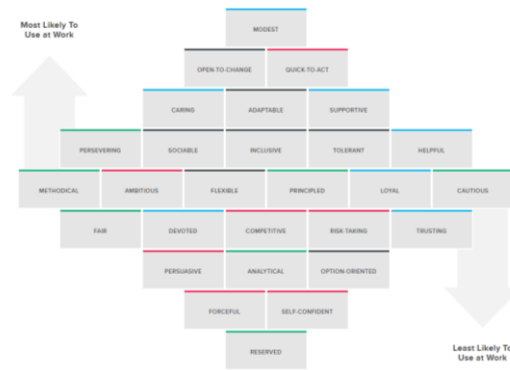 Most Likely To
Use at Work
MODEST
OPEN-TO-CHANGE QUICK-TO-ACT
CARING ADAPTABLE SUPPORTIVE
PERSEVERING SOCIABLE INCLUSIVE TOLERANT HELPFUL
METHODICAL AMBITIOUS FLEXIBLE PRINCIPLED LOYAL CAUTIOUS
FAIR DEVOTED COMPETITIVE RISK-TAKING TRUSTING
PERSUASIVE ANALYTICAL OPTION-ORIENTED
FORCEFUL SELF-CONFIDENT
RESERVED
Least Likely To
Use at Work